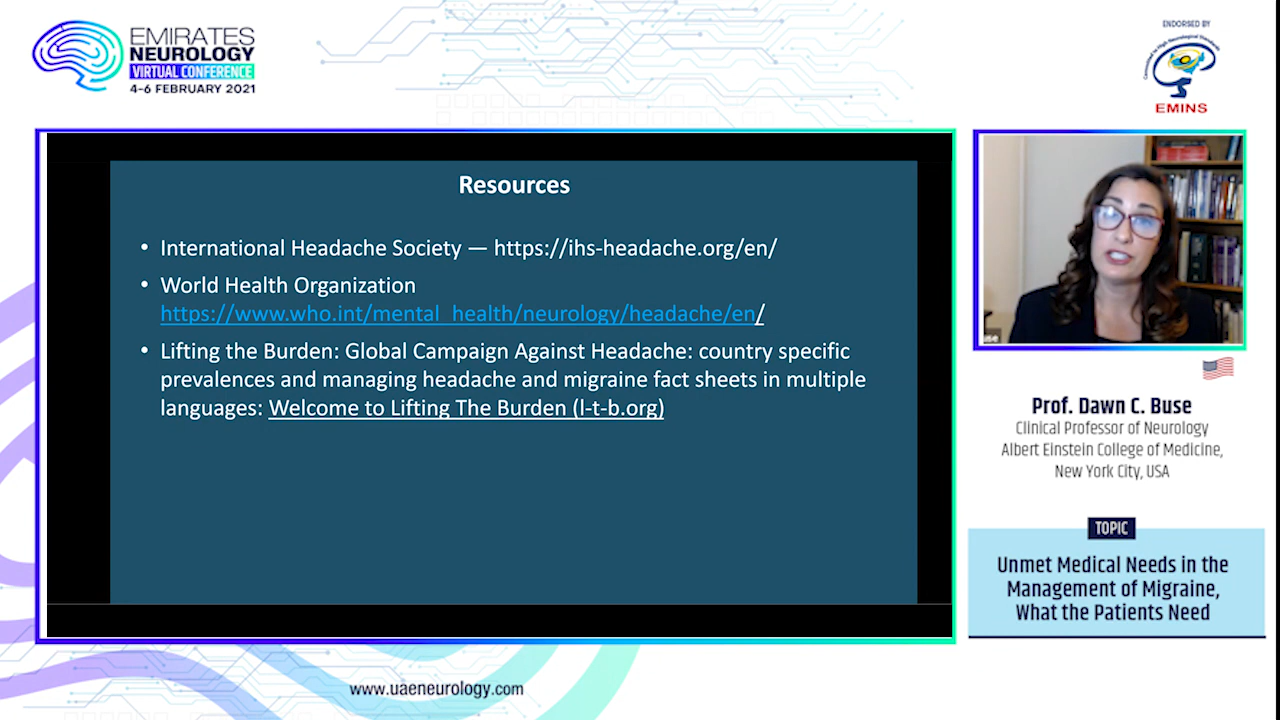 EMIRATES
NEUROLOGY
VIRTUAL CONFERENCE
4-6 FEBRUARY 2021
ENDORSED BY
EMINS
Resources
• International Headache Society — https://ihs-headache.org/en/
• World Health Organization
https://www.who.int/mental_health/neurology/headache/en/
• Lifting the Burden: Global Campaign Against Headache: country specific
prevalences and managing headache and migraine fact sheets in multiple
languages: Welcome to Lifting The Burden (l-t-b.org)
Prof. Dawn C. Buse
Clinical Professor of Neurology
Albert Einstein College of Medicine,
New York City, USA
TOPIC
Unmet Medical Needs in the
Management of Migraine,
What the Patients Need
www.uaeneurology.com